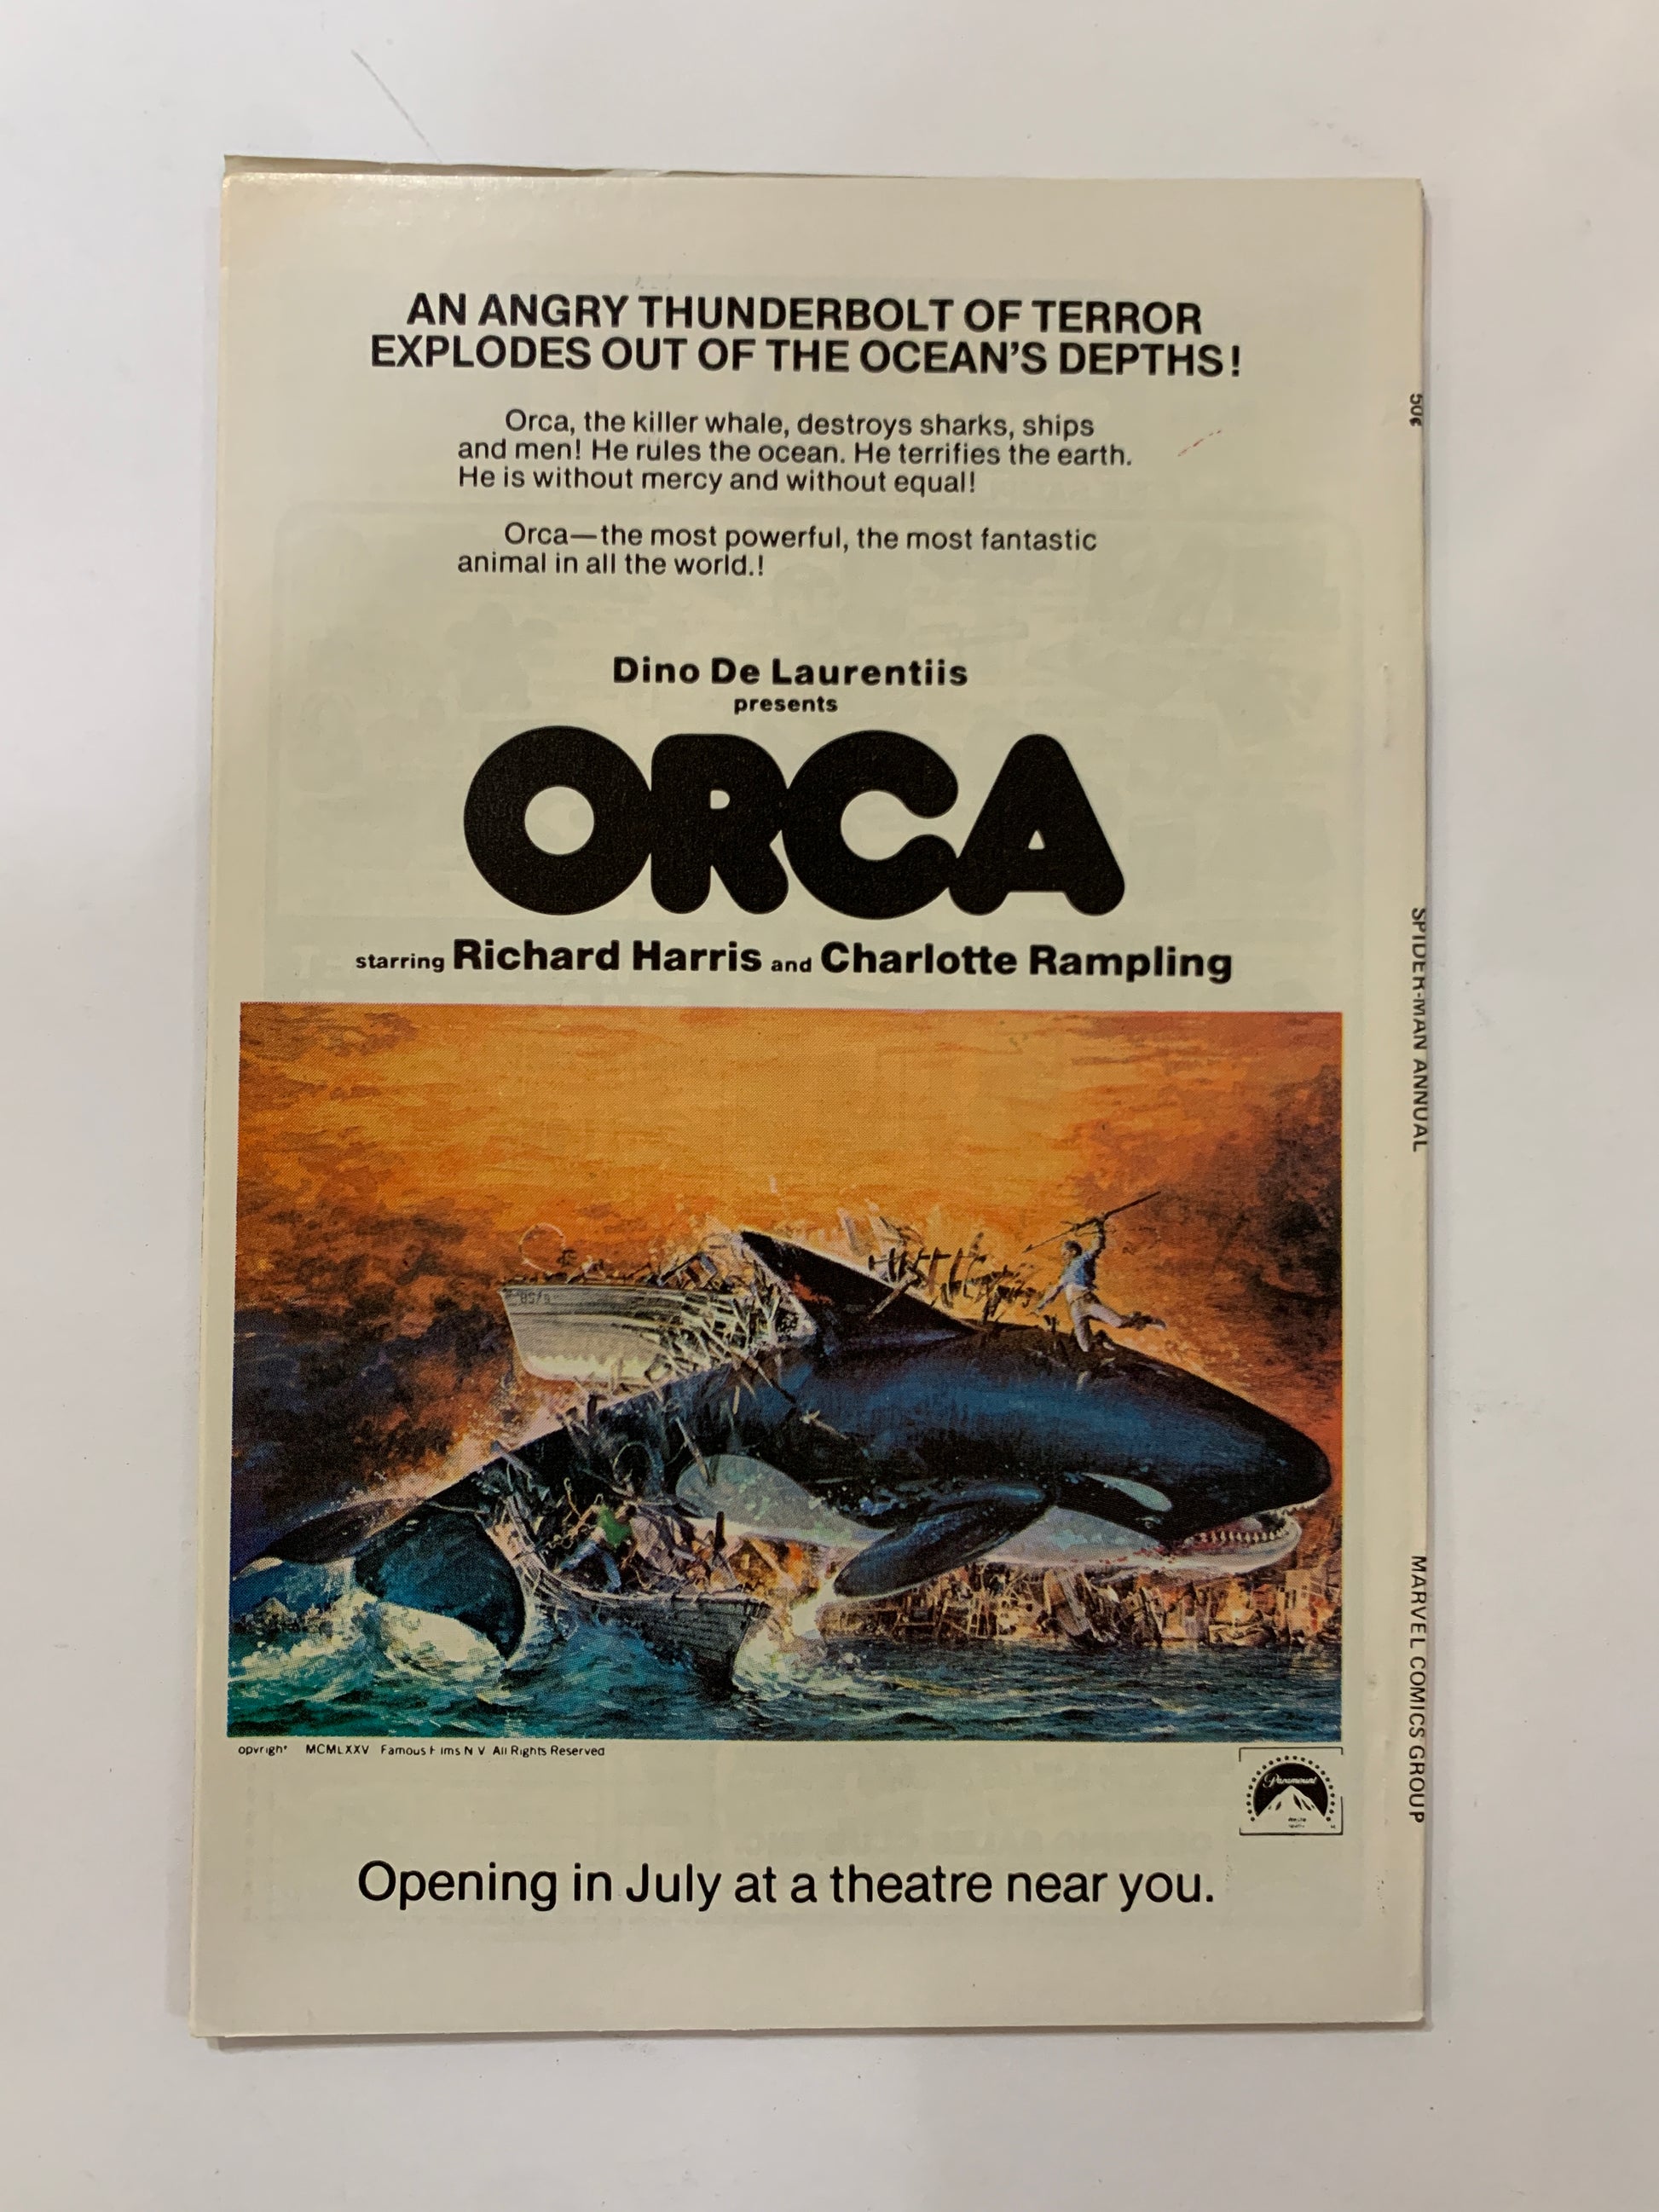 AN ANGRY THUNDERBOLT OF TERROR
EXPLODES OUT OF THE OCEAN'S DEPTHS!
Orca, the killer whale, destroys sharks, ships
and men! He rules the ocean. He terrifies the earth.
He is without mercy and without equal!
Orca—the most powerful, the most fantastic
animal in all the world.!
Dino De Laurentiis
presents
ORCA
starring Richard Harris and Charlotte Rampling
MCMLXXV Famous N V All Rights Reserved
Paramount
Opening in July at a theatre near you.
50¢
SPIDER-MAN ANNUAL
MARVEL COMICS GROUP